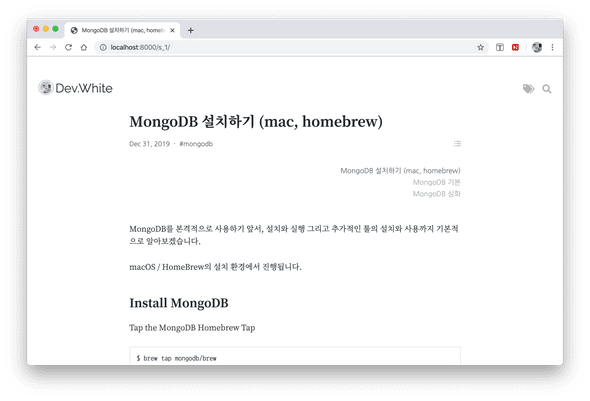 MongoDB 설치하기 (mac, homeb
localhost:8000/s_1/
Dev.White
MongoDB 설치하기 (mac, homebrew)
Dec 31, 2019 · #mongodb
MongoDB 설치하기 (mac, homebrew)
MongoDB 기본
MongoDB 심화
MongoDB를 본격적으로 사용하기 앞서, 설치와 실행 그리고 추가적인 툴의 설치와 사용까지 기본적
으로 알아보겠습니다.
macOS / HomeBrew의 설치 환경에서 진행됩니다.
Install MongoDB
Tap the MongoDB Homebrew Tap
$ brew tap mongodb/brew